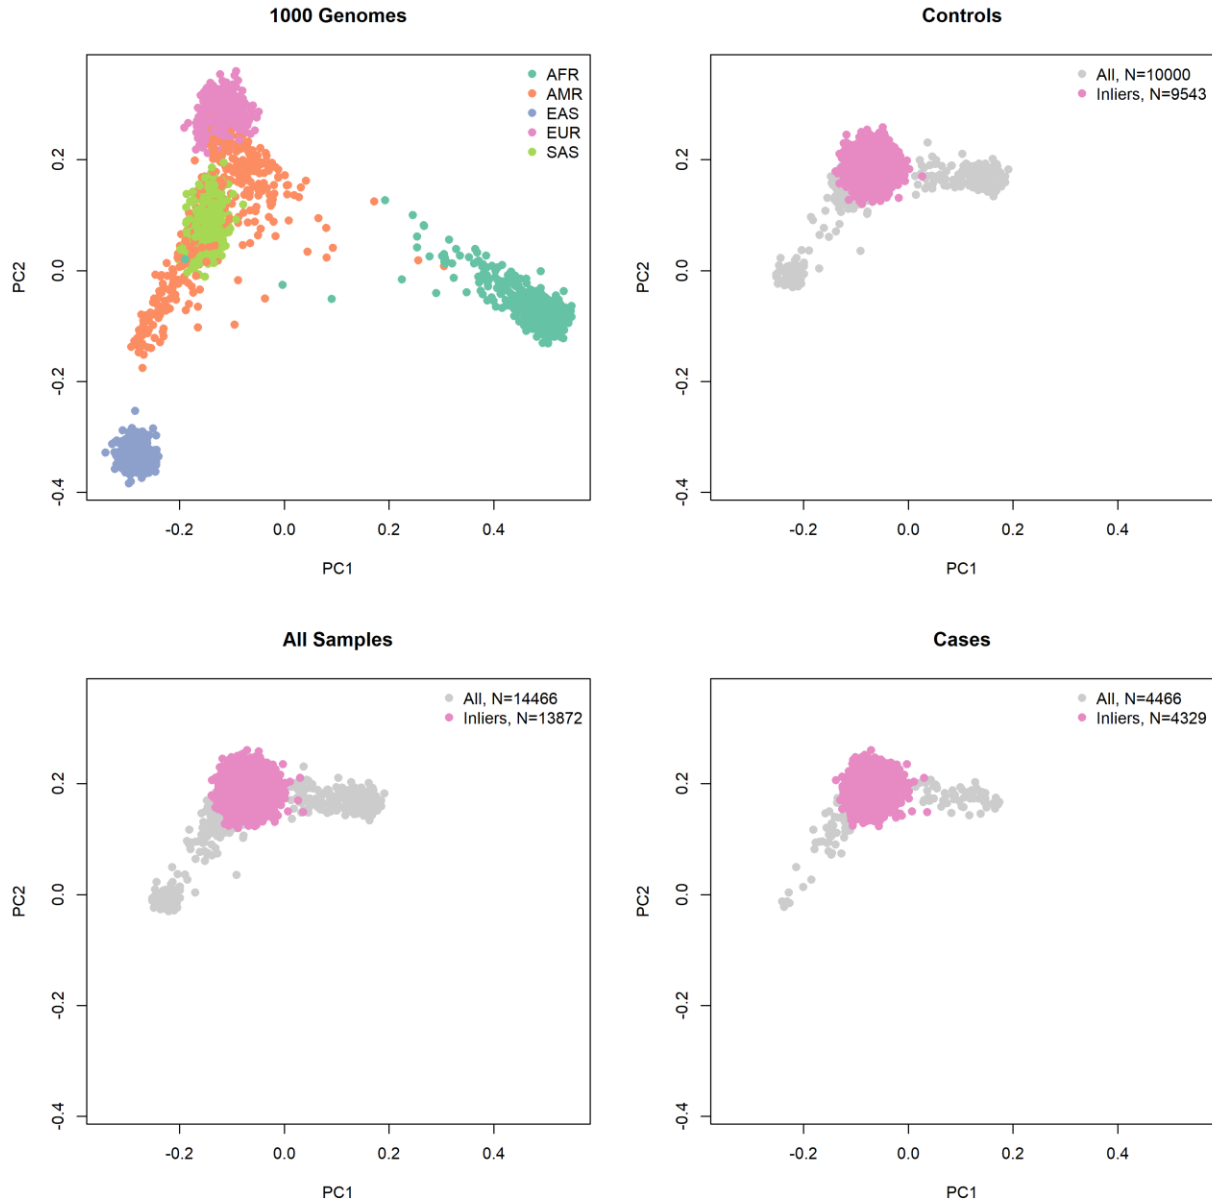 1000 Genomes
AFR
AMR
EAS
EUR
SAS
0.2
0.0
-0.2
-0.4
PC2
-0.2
0.0
0.2
0.4
PC1
Controls
All, N=10000
Inliers, N=9543
0.2
0.0
-0.2
-0.4
PC2
-0.2
0.0
0.2
0.4
PC1
All Samples
All, N=14466
Inliers, N=13872
0.2
0.0
-0.2
-0.4
PC2
-0.2
0.0
0.2
0.4
PC1
Cases
All, N=4466
Inliers, N=4329
0.2
0.0
-0.2
-0.4
PC2
-0.2
0.0
0.2
0.4
PC1